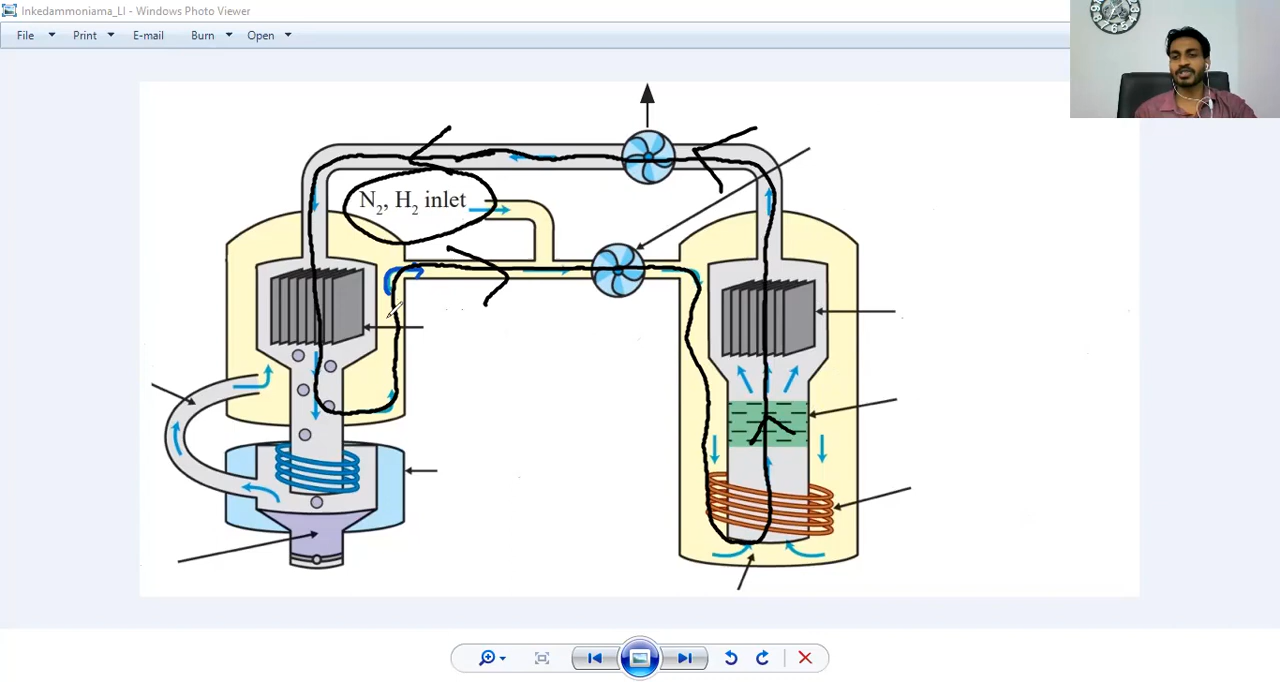 Inkedammoniama_LI - Windows Photo Viewer
File Print E-mail Burn Open
N₂, H₂ inlet